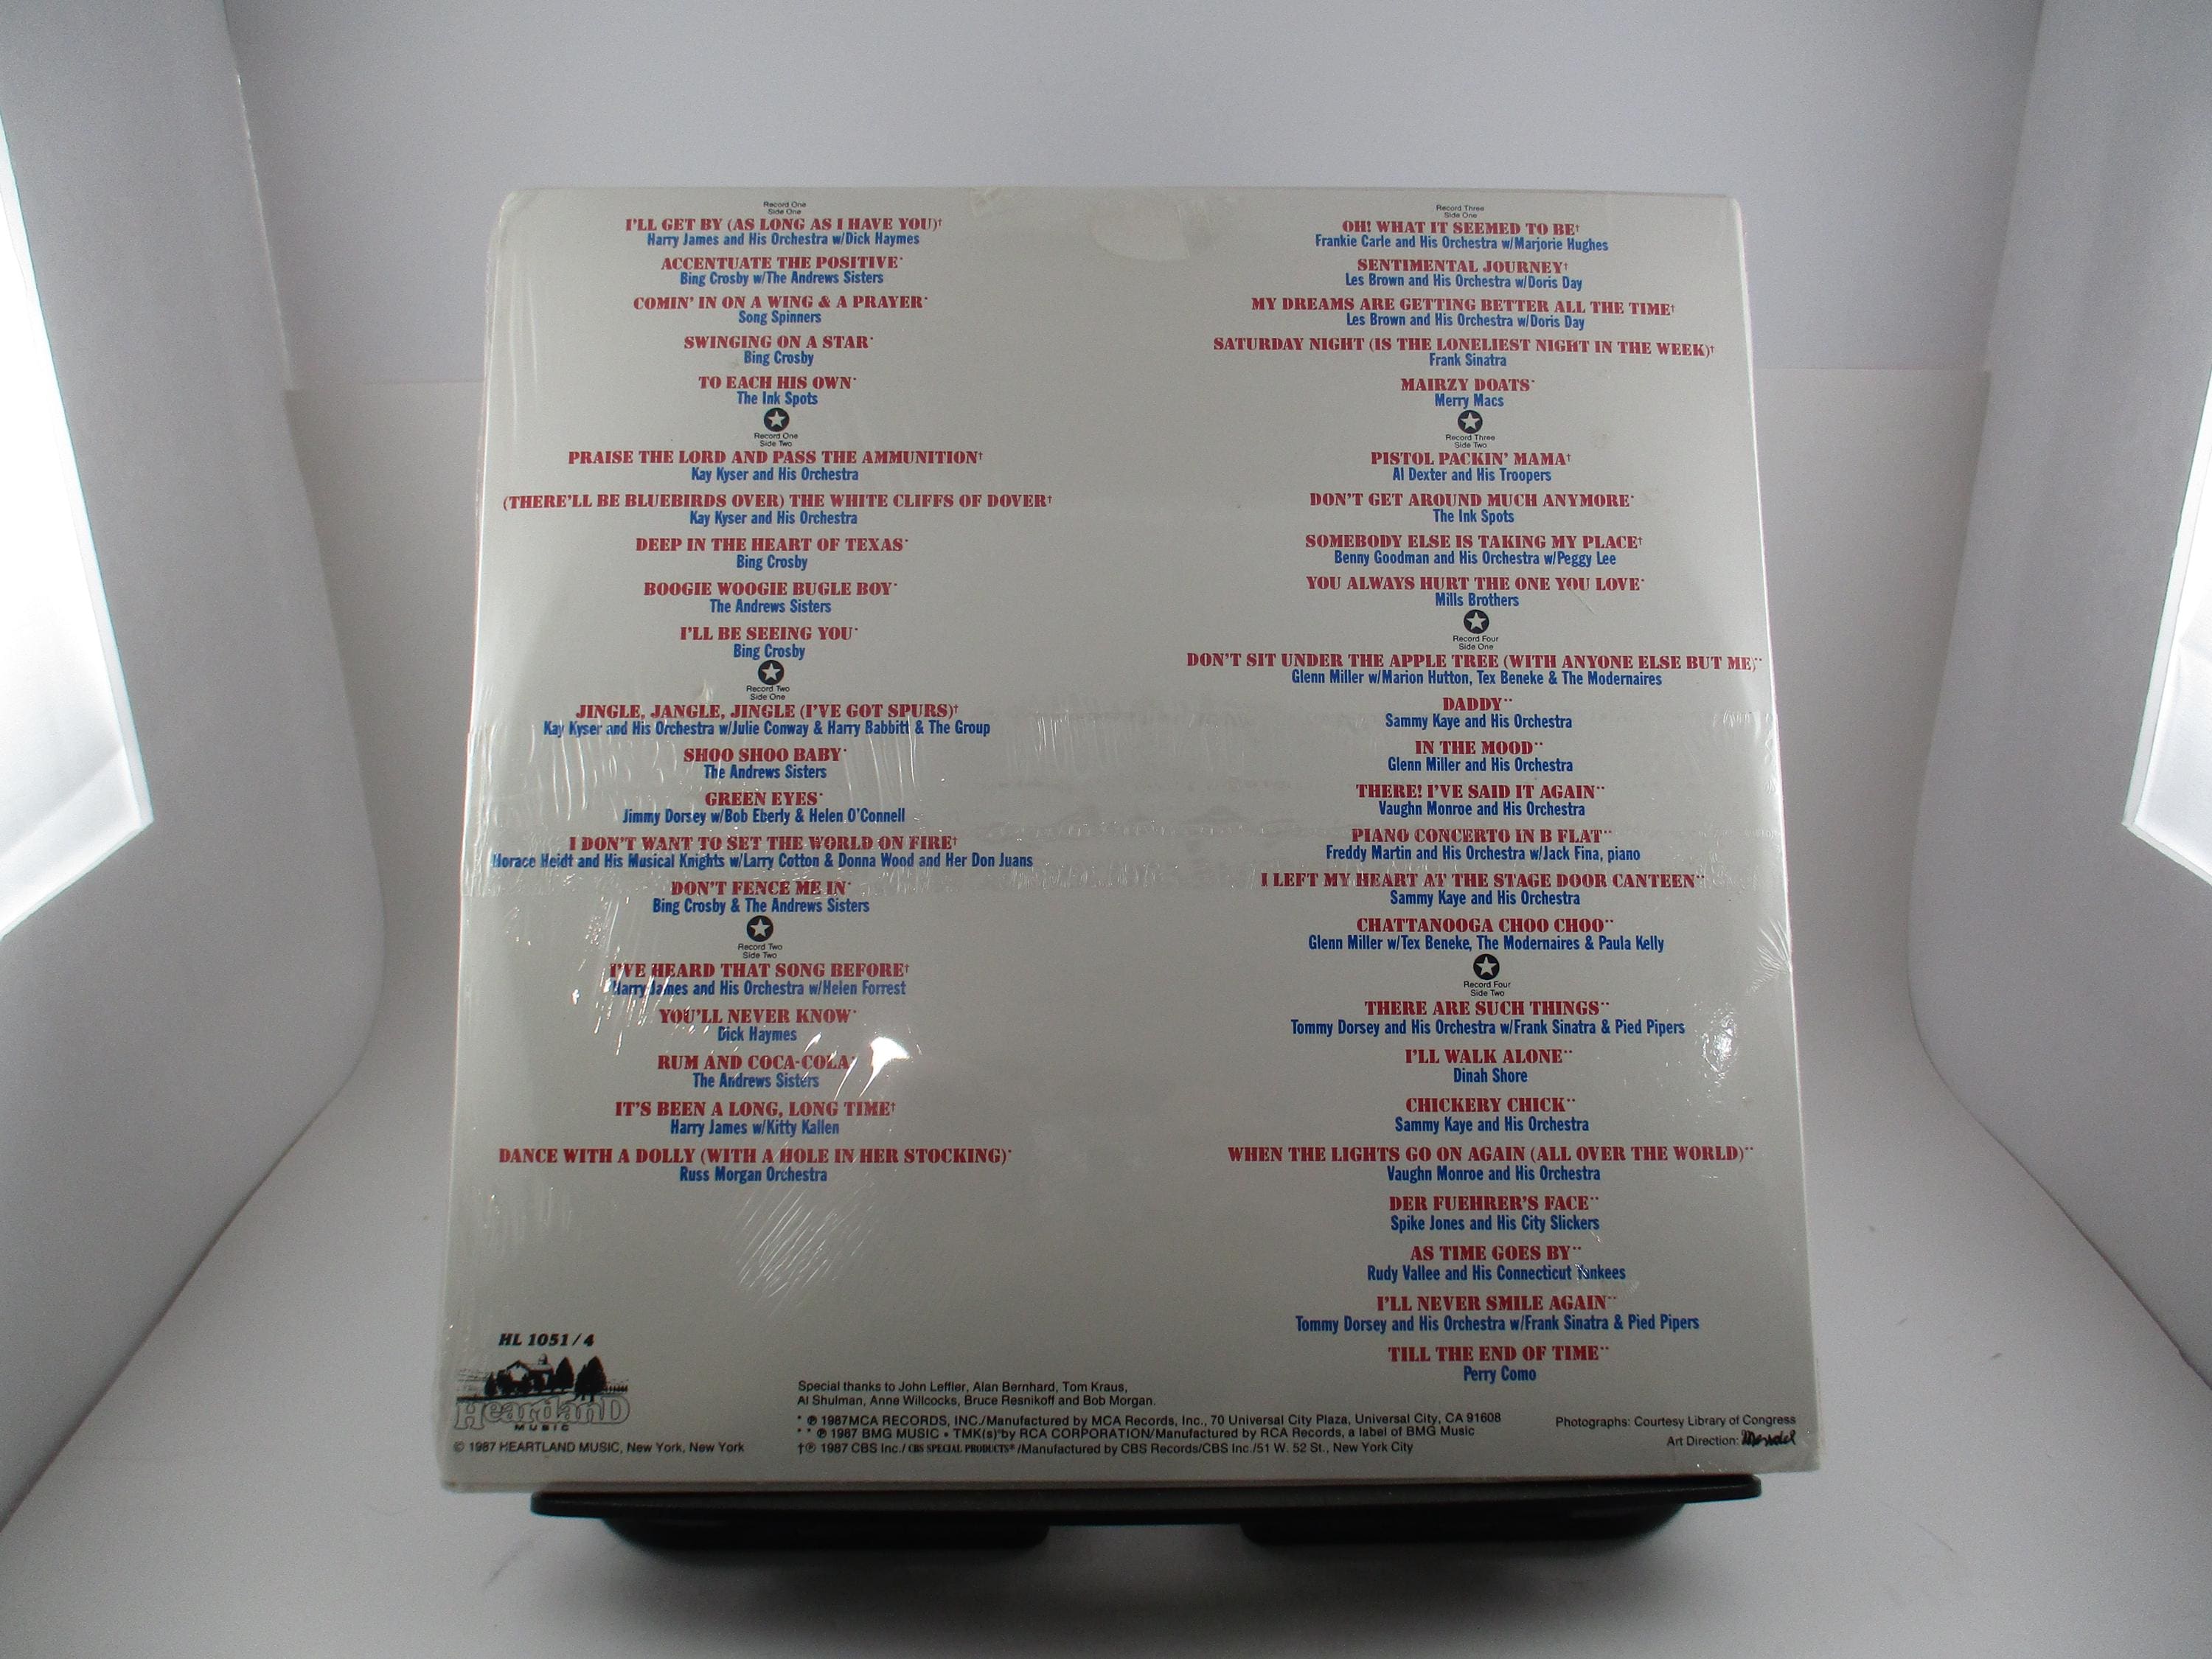 Record One
Side One
I'LL GET BY (AS LONG AS I HAVE YOU)†
Harry James and His Orchestra w/Dick Haymes
ACCENTUATE THE POSITIVE*
Bing Crosby w/The Andrews Sisters
COMIN' IN ON A WING & A PRAYER*
Song Spinners
SWINGING ON A STAR*
Bing Crosby
TO EACH HIS OWN*
The Ink Spots
Record One
Side Two
PRAISE THE LORD AND PASS THE AMMUNITION†
Kay Kyser and His Orchestra
(THERE'LL BE BLUEBIRDS OVER) THE WHITE CLIFFS OF DOVER†
Kay Kyser and His Orchestra
DEEP IN THE HEART OF TEXAS*
Bing Crosby
BOOGIE WOOGIE BUGLE BOY*
The Andrews Sisters
I'LL BE SEEING YOU*
Bing Crosby
Record Two
Side One
JINGLE, JANGLE, JINGLE (I'VE GOT SPURS)†
Kay Kyser and His Orchestra w/Julie Conway & Harry Babbitt & The Group
SHOO SHOO BABY*
The Andrews Sisters
GREEN EYES*
Jimmy Dorsey w/Bob Eberly & Helen O'Connell
I DON'T WANT TO SET THE WORLD ON FIRE†
Horace Heidt and His Musical Knights w/Larry Cotton & Donna Wood and Her Don Juans
DON'T FENCE ME IN*
Bing Crosby & The Andrews Sisters
Record Two
Side Two
I'VE HEARD THAT SONG BEFORE†
Harry James and His Orchestra w/Helen Forrest
YOU'LL NEVER KNOW*
Dick Haymes
RUM AND COCA-COLA*
The Andrews Sisters
IT'S BEEN A LONG, LONG TIME†
Harry James w/Kitty Kallen
DANCE WITH A DOLLY (WITH A HOLE IN HER STOCKING)*
Russ Morgan Orchestra
Record Three
Side One
OH! WHAT IT SEEMED TO BE†
Frankie Carle and His Orchestra w/Marjorie Hughes
SENTIMENTAL JOURNEY†
Les Brown and His Orchestra w/Doris Day
MY DREAMS ARE GETTING BETTER ALL THE TIME†
Les Brown and His Orchestra w/Doris Day
SATURDAY NIGHT (IS THE LONELIEST NIGHT IN THE WEEK)†
Frank Sinatra
MAIRZY DOATS*
Merry Macs
Record Three
Side Two
PISTOL PACKIN' MAMA†
Al Dexter and His Troopers
DON'T GET AROUND MUCH ANYMORE*
The Ink Spots
SOMEBODY ELSE IS TAKING MY PLACE†
Benny Goodman and His Orchestra w/Peggy Lee
YOU ALWAYS HURT THE ONE YOU LOVE*
Mills Brothers
Record Four
Side One
DON'T SIT UNDER THE APPLE TREE (WITH ANYONE ELSE BUT ME)**
Glenn Miller w/Marion Hutton, Tex Beneke & The Modernaires
DADDY**
Sammy Kaye and His Orchestra
IN THE MOOD**
Glenn Miller and His Orchestra
THERE! I'VE SAID IT AGAIN**
Vaughn Monroe and His Orchestra
PIANO CONCERTO IN B FLAT**
Freddy Martin and His Orchestra w/Jack Fina, piano
I LEFT MY HEART AT THE STAGE DOOR CANTEEN**
Sammy Kaye and His Orchestra
CHATTANOOGA CHOO CHOO**
Glenn Miller w/Tex Beneke, The Modernaires & Paula Kelly
Record Four
Side Two
THERE ARE SUCH THINGS**
Tommy Dorsey and His Orchestra w/Frank Sinatra & Pied Pipers
I'LL WALK ALONE**
Dinah Shore
CHICKERY CHICK**
Sammy Kaye and His Orchestra
WHEN THE LIGHTS GO ON AGAIN (ALL OVER THE WORLD)**
Vaughn Monroe and His Orchestra
DER FUEHRER'S FACE**
Spike Jones and His City Slickers
AS TIME GOES BY**
Rudy Vallee and His Connecticut Yankees
I'LL NEVER SMILE AGAIN**
Tommy Dorsey and His Orchestra w/Frank Sinatra & Pied Pipers
TILL THE END OF TIME**
Perry Como
HL 1051/4
HeartlanD
MUSIC
© 1987 HEARTLAND MUSIC, New York, New York
Special thanks to John Leffler, Alan Bernhard, Tom Kraus,
Al Shulman, Anne Willcocks, Bruce Resnikoff and Bob Morgan.
* ℗ 1987 MCA RECORDS, INC./Manufactured by MCA Records, Inc., 70 Universal City Plaza, Universal City, CA 91608
** ℗ 1987 BMG MUSIC • TMK(s)® by RCA CORPORATION/Manufactured by RCA Records, a label of BMG Music
†℗ 1987 CBS Inc./ CBS SPECIAL PRODUCTS® /Manufactured by CBS Records/CBS Inc./51 W. 52 St., New York City
Photographs: Courtesy Library of Congress
Art Direction: